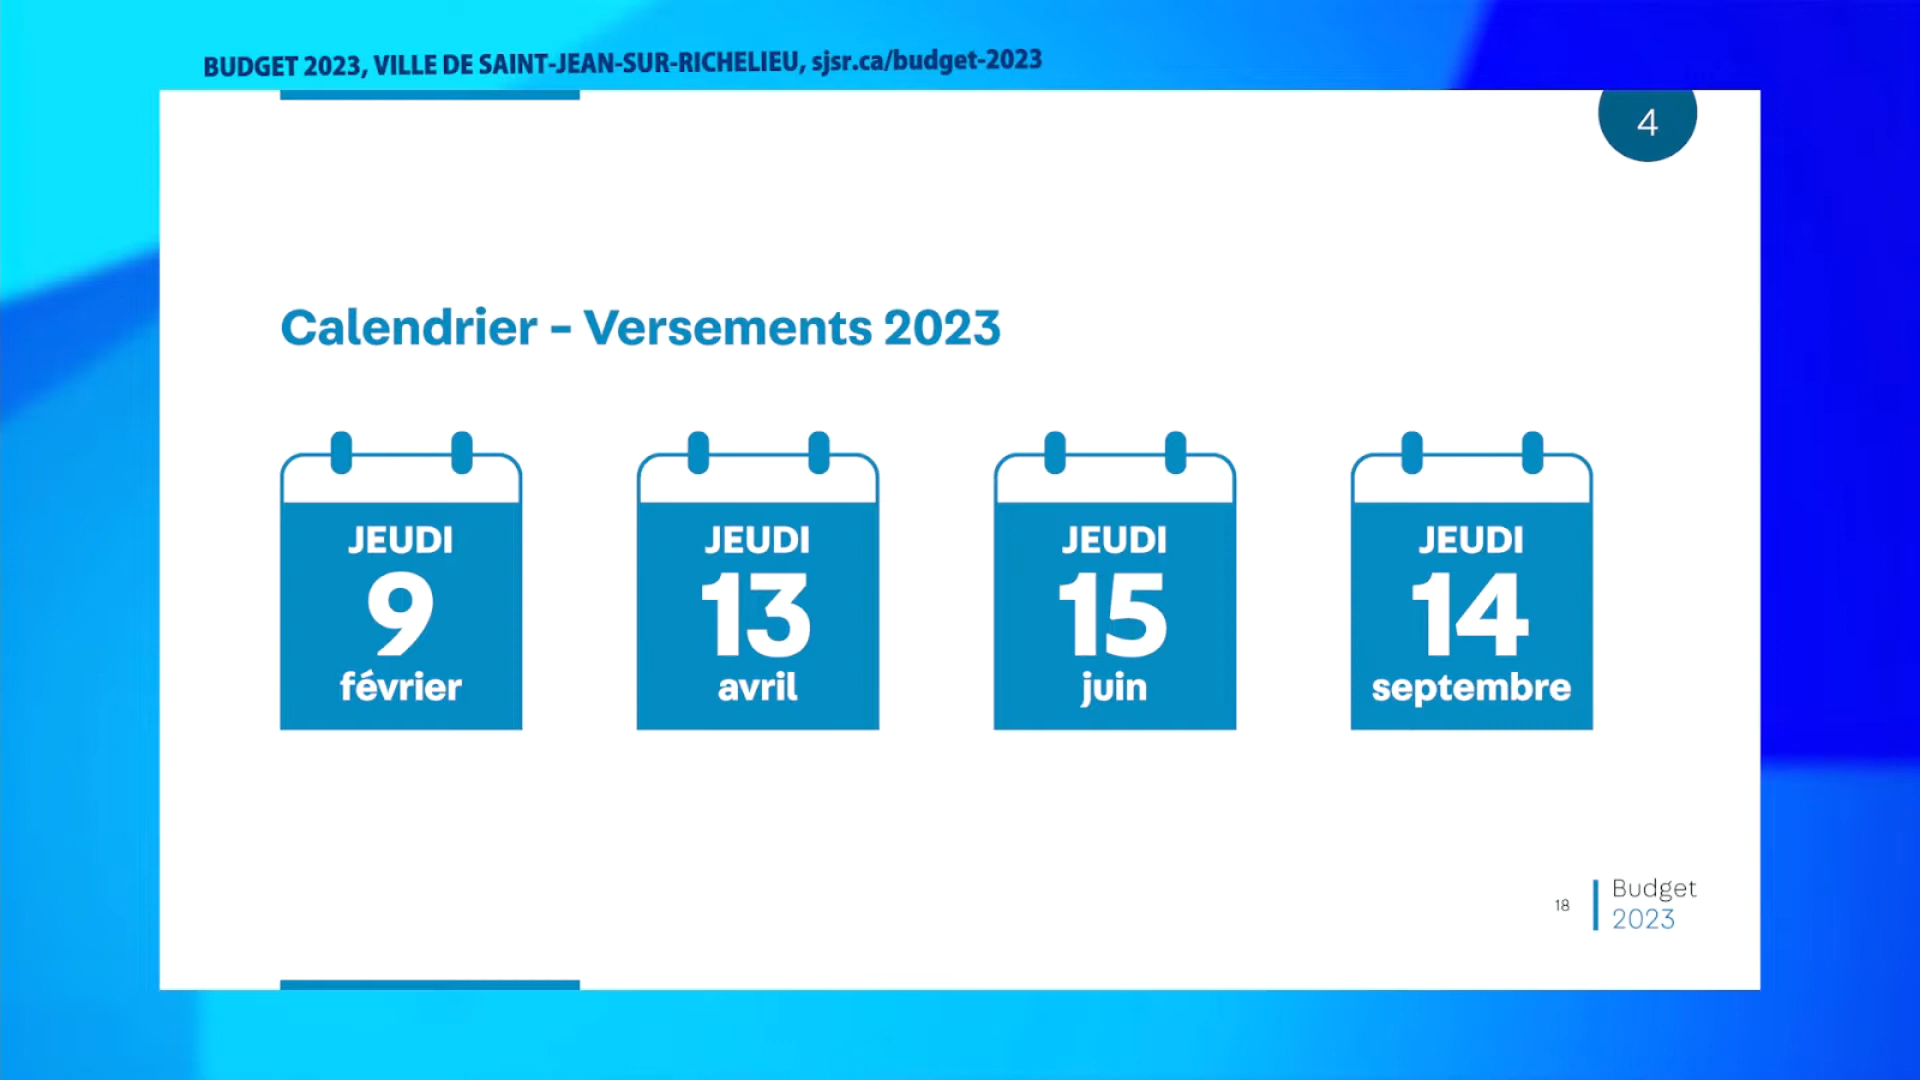 BUDGET 2023, VILLE DE SAINT-JEAN-SUR-RICHELIEU, sjsr.ca/budget-2023
4
Calendrier - Versements 2023
JEUDI
9
février
JEUDI
13
avril
JEUDI
15
juin
JEUDI
14
septembre
18
Budget
2023